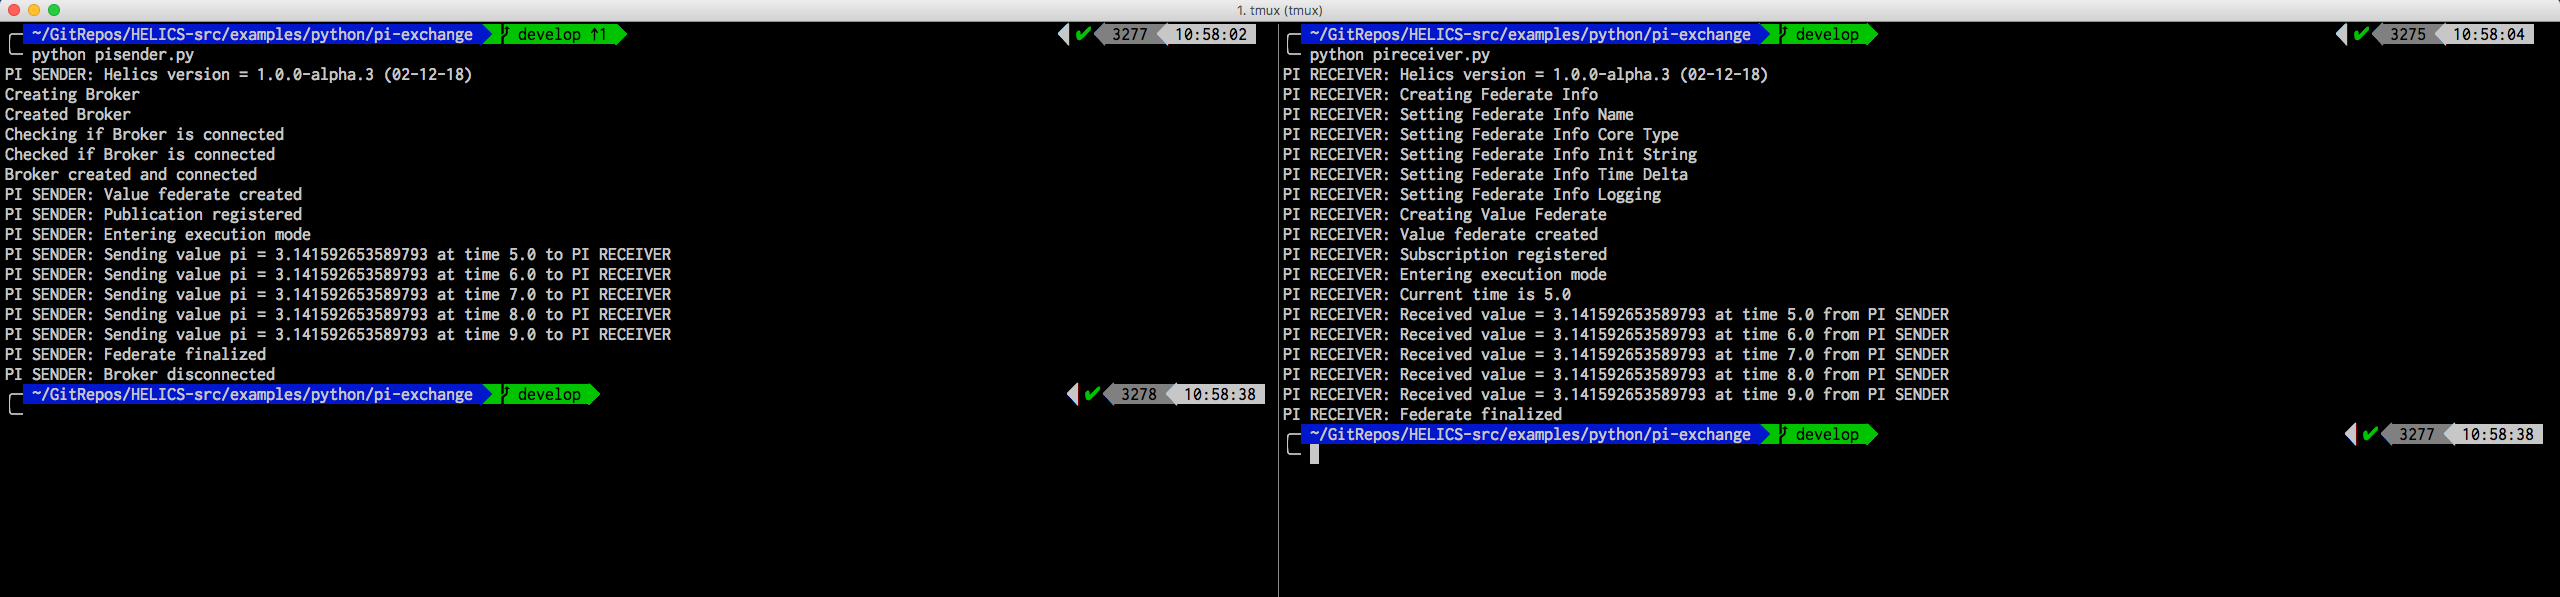 1. tmux (tmux)
~/GitRepos/HELICS-src/examples/python/pi-exchange develop ↑1 ✔ 3277 10:58:02
python pisender.py
PI SENDER: Helics version = 1.0.0-alpha.3 (02-12-18)
Creating Broker
Created Broker
Checking if Broker is connected
Checked if Broker is connected
Broker created and connected
PI SENDER: Value federate created
PI SENDER: Publication registered
PI SENDER: Entering execution mode
PI SENDER: Sending value pi = 3.141592653589793 at time 5.0 to PI RECEIVER
PI SENDER: Sending value pi = 3.141592653589793 at time 6.0 to PI RECEIVER
PI SENDER: Sending value pi = 3.141592653589793 at time 7.0 to PI RECEIVER
PI SENDER: Sending value pi = 3.141592653589793 at time 8.0 to PI RECEIVER
PI SENDER: Sending value pi = 3.141592653589793 at time 9.0 to PI RECEIVER
PI SENDER: Federate finalized
PI SENDER: Broker disconnected
~/GitRepos/HELICS-src/examples/python/pi-exchange develop ✔ 3278 10:58:38
~/GitRepos/HELICS-src/examples/python/pi-exchange develop ✔ 3275 10:58:04
python pireceiver.py
PI RECEIVER: Helics version = 1.0.0-alpha.3 (02-12-18)
PI RECEIVER: Creating Federate Info
PI RECEIVER: Setting Federate Info Name
PI RECEIVER: Setting Federate Info Core Type
PI RECEIVER: Setting Federate Info Init String
PI RECEIVER: Setting Federate Info Time Delta
PI RECEIVER: Setting Federate Info Logging
PI RECEIVER: Creating Value Federate
PI RECEIVER: Value federate created
PI RECEIVER: Subscription registered
PI RECEIVER: Entering execution mode
PI RECEIVER: Current time is 5.0
PI RECEIVER: Received value = 3.141592653589793 at time 5.0 from PI SENDER
PI RECEIVER: Received value = 3.141592653589793 at time 6.0 from PI SENDER
PI RECEIVER: Received value = 3.141592653589793 at time 7.0 from PI SENDER
PI RECEIVER: Received value = 3.141592653589793 at time 8.0 from PI SENDER
PI RECEIVER: Received value = 3.141592653589793 at time 9.0 from PI SENDER
PI RECEIVER: Federate finalized
~/GitRepos/HELICS-src/examples/python/pi-exchange develop ✔ 3277 10:58:38